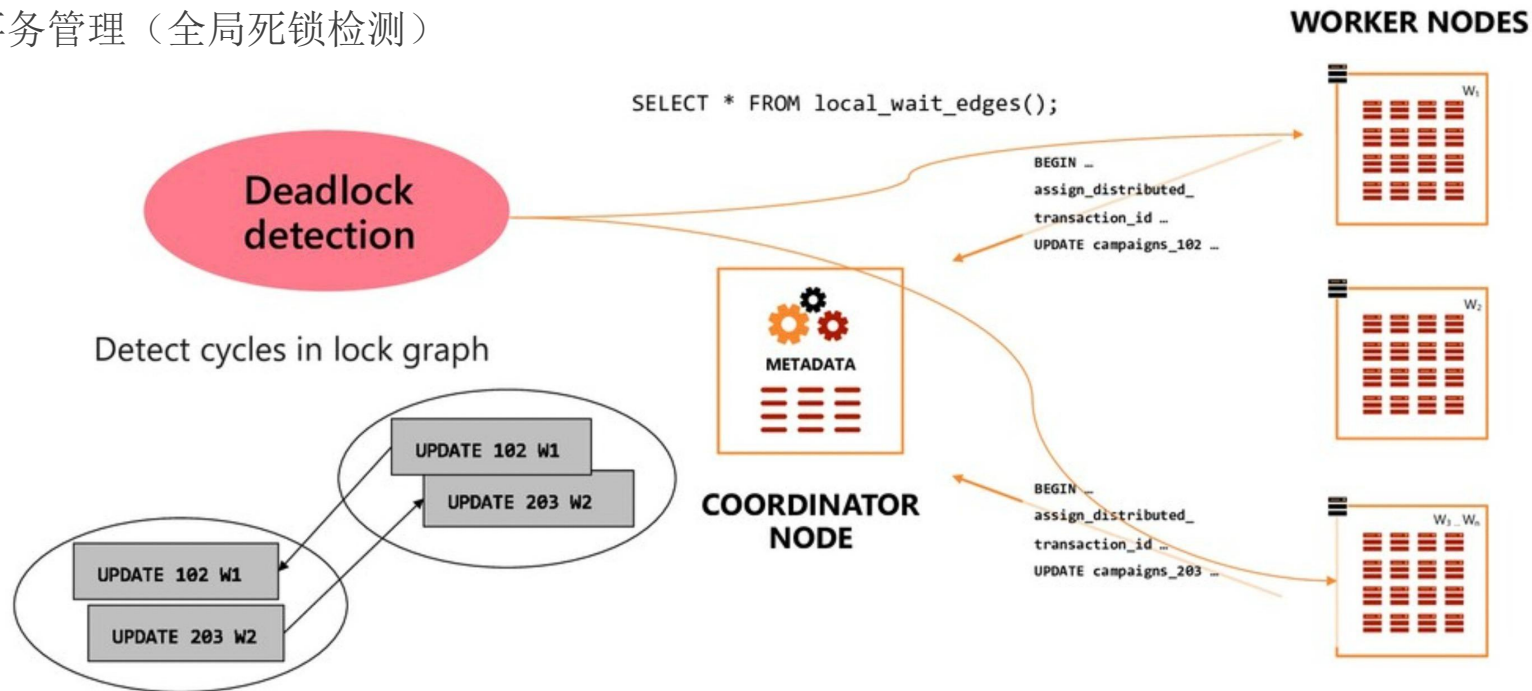 务管理（全局死锁检测）
WORKER NODES
SELECT * FROM local_wait_edges();
Deadlock
detection
BEGIN …
assign_distributed_
transaction_id …
UPDATE campaigns_102 …
W₁
W₂
METADATA
Detect cycles in lock graph
UPDATE 102 W1
UPDATE 203 W2
UPDATE 102 W1
UPDATE 203 W2
COORDINATOR
NODE
BEGIN …
assign_distributed_
transaction_id …
UPDATE campaigns_203 …
W₃ … Wₙ